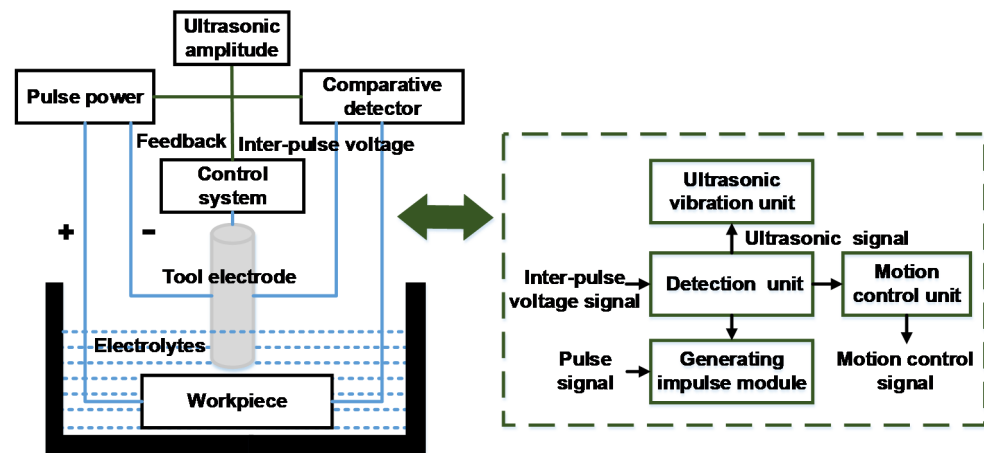 Ultrasonic
amplitude
Pulse power
Comparative
detector
Feedback
Inter-pulse voltage
Control
system
+
-
Tool electrode
Electrolytes
Workpiece
Ultrasonic
vibration unit
Ultrasonic signal
Inter-pulse
voltage signal
Detection unit
Motion
control unit
Pulse
signal
Generating
impulse module
Motion control
signal